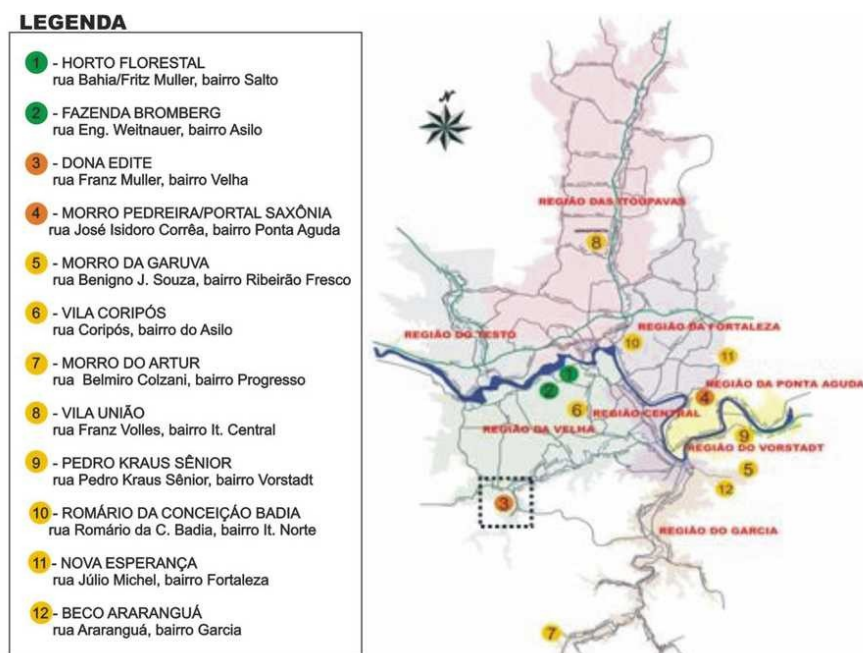 LEGENDA
1 - HORTO FLORESTAL
rua Bahia/Fritz Muller, bairro Salto
2 - FAZENDA BROMBERG
rua Eng. Weitnauer, bairro Asilo
3 - DONA EDITE
rua Franz Muller, bairro Velha
4 - MORRO PEDREIRA/PORTAL SAXÔNIA
rua José Isidoro Corrêa, bairro Ponta Aguda
5 - MORRO DA GARUVA
rua Benigno J. Souza, bairro Ribeirão Fresco
6 - VILA CORIPÓS
rua Coripós, bairro do Asilo
7 - MORRO DO ARTUR
rua Belmiro Colzani, bairro Progresso
8 - VILA UNIÃO
rua Franz Volles, bairro It. Central
9 - PEDRO KRAUS SÊNIOR
rua Pedro Kraus Sênior, bairro Vorstadt
10 - ROMÁRIO DA CONCEIÇÁO BADIA
rua Romário da C. Badia, bairro It. Norte
11 - NOVA ESPERANÇA
rua Júlio Michel, bairro Fortaleza
12 - BECO ARARANGUÁ
rua Araranguá, bairro Garcia
N
REGIÃO DAS ITOUPAVAS
8
REGIÃO DO TESTO
REGIÃO DA FORTALEZA
10
11
1
2
REGIÃO DA PONTA AGUDA
4
6
REGIÃO CENTRAL
REGIÃO DA VELHA
9
REGIÃO DO VORSTADT
5
12
3
REGIÃO DO GARCIA
7